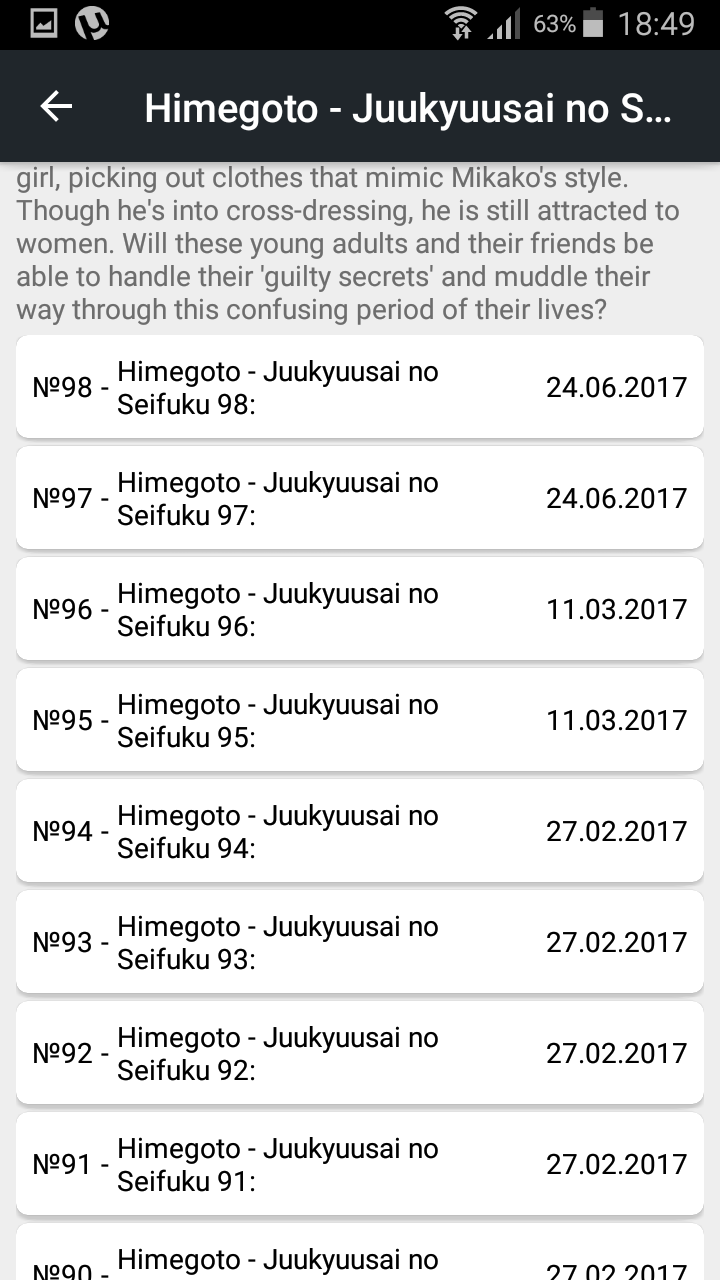 63% 18:49
Himegoto - Juukyuusai no S...
girl, picking out clothes that mimic Mikako's style.
Though he's into cross-dressing, he is still attracted to
women. Will these young adults and their friends be
able to handle their 'guilty secrets' and muddle their
way through this confusing period of their lives?
№98 - Himegoto - Juukyuusai no
Seifuku 98:
24.06.2017
№97 - Himegoto - Juukyuusai no
Seifuku 97:
24.06.2017
№96 - Himegoto - Juukyuusai no
Seifuku 96:
11.03.2017
№95 - Himegoto - Juukyuusai no
Seifuku 95:
11.03.2017
№94 - Himegoto - Juukyuusai no
Seifuku 94:
27.02.2017
№93 - Himegoto - Juukyuusai no
Seifuku 93:
27.02.2017
№92 - Himegoto - Juukyuusai no
Seifuku 92:
27.02.2017
№91 - Himegoto - Juukyuusai no
Seifuku 91:
27.02.2017
№90 - Himegoto - Juukyuusai no
27.02.2017